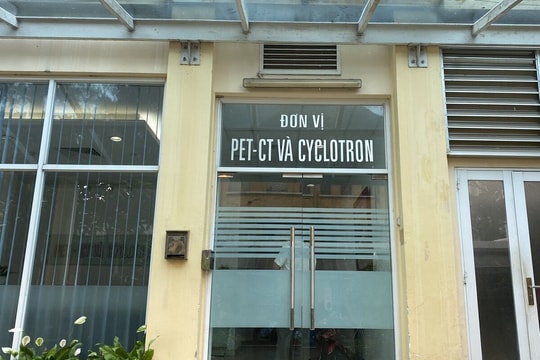 ĐƠN VỊ
PET-CT VÀ CYCLOTRON